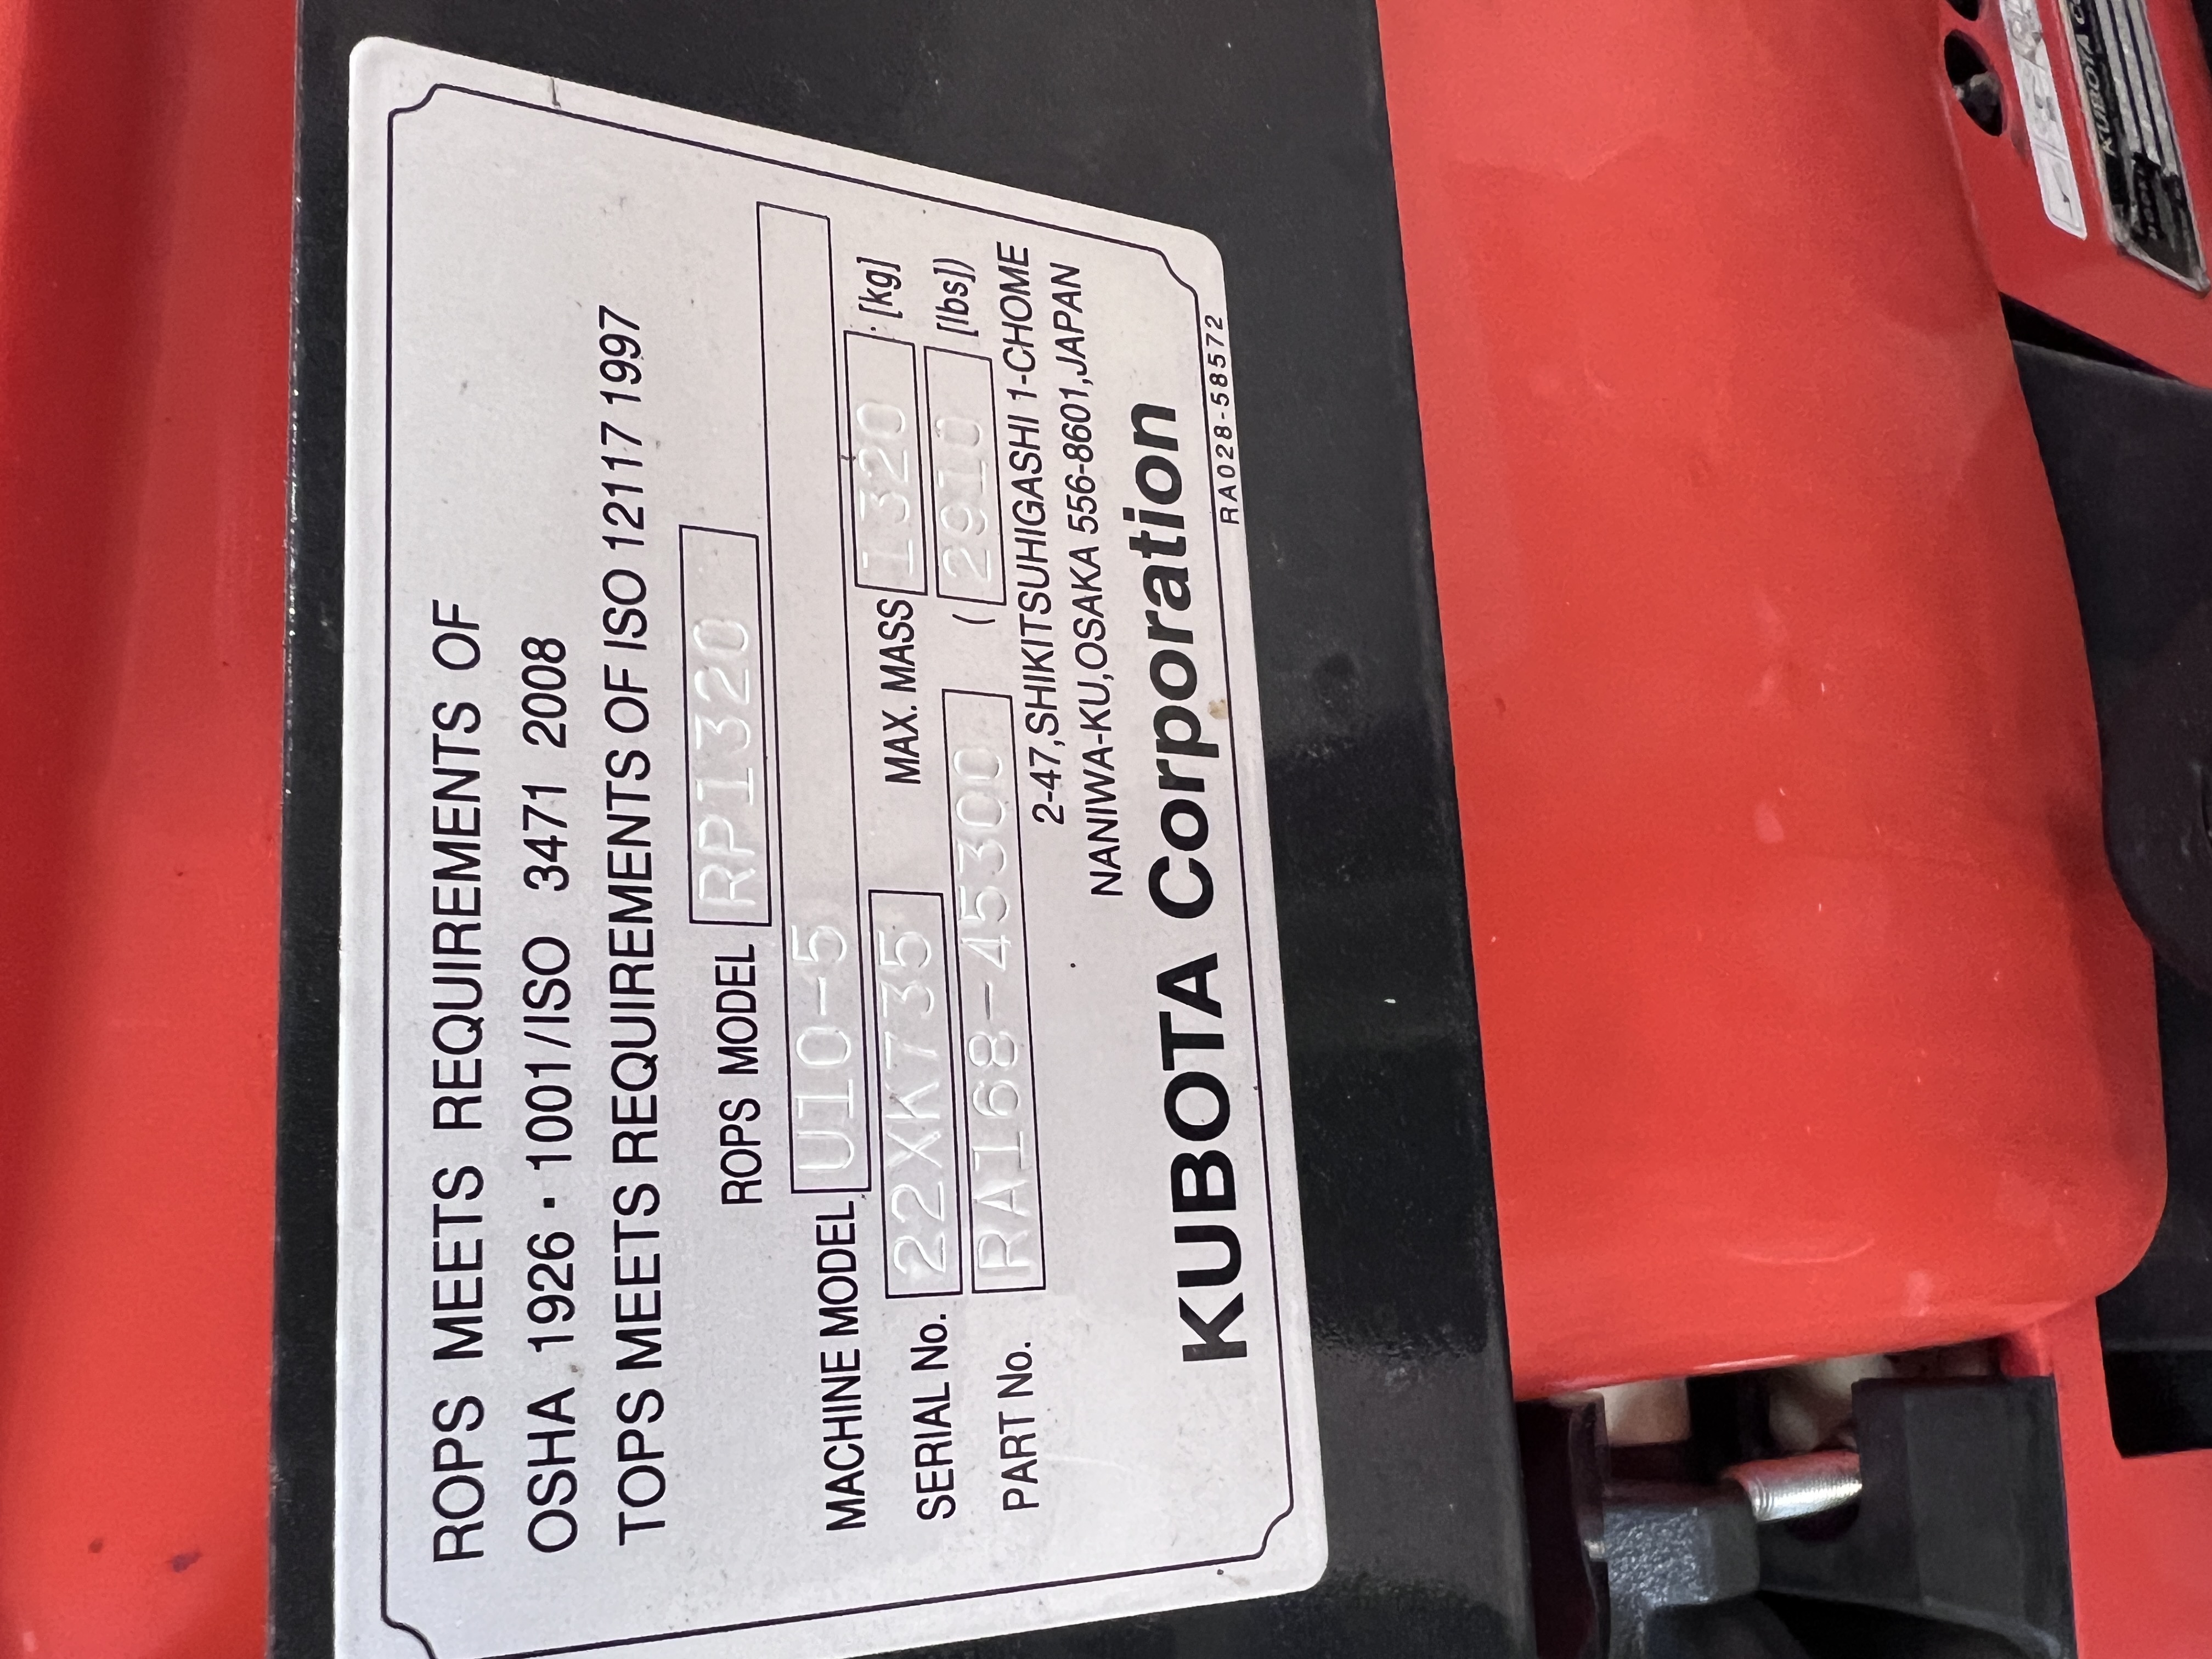 ROPS MEETS REQUIREMENTS OF
OSHA 1926・1001/ISO 3471 2008
TOPS MEETS REQUIREMENTS OF ISO 12117 1997
ROPS MODEL RP1320
MACHINE MODEL U10-5
SERIAL No. 22XK735 MAX. MASS 1320 [kg]
PART No. RA168-45300 (2910 [lbs])
2-47,SHIKITSUHIGASHI 1-CHOME
NANIWA-KU,OSAKA 556-8601,JAPAN
KUBOTA Corporation
RA028-58572
KUBOTA